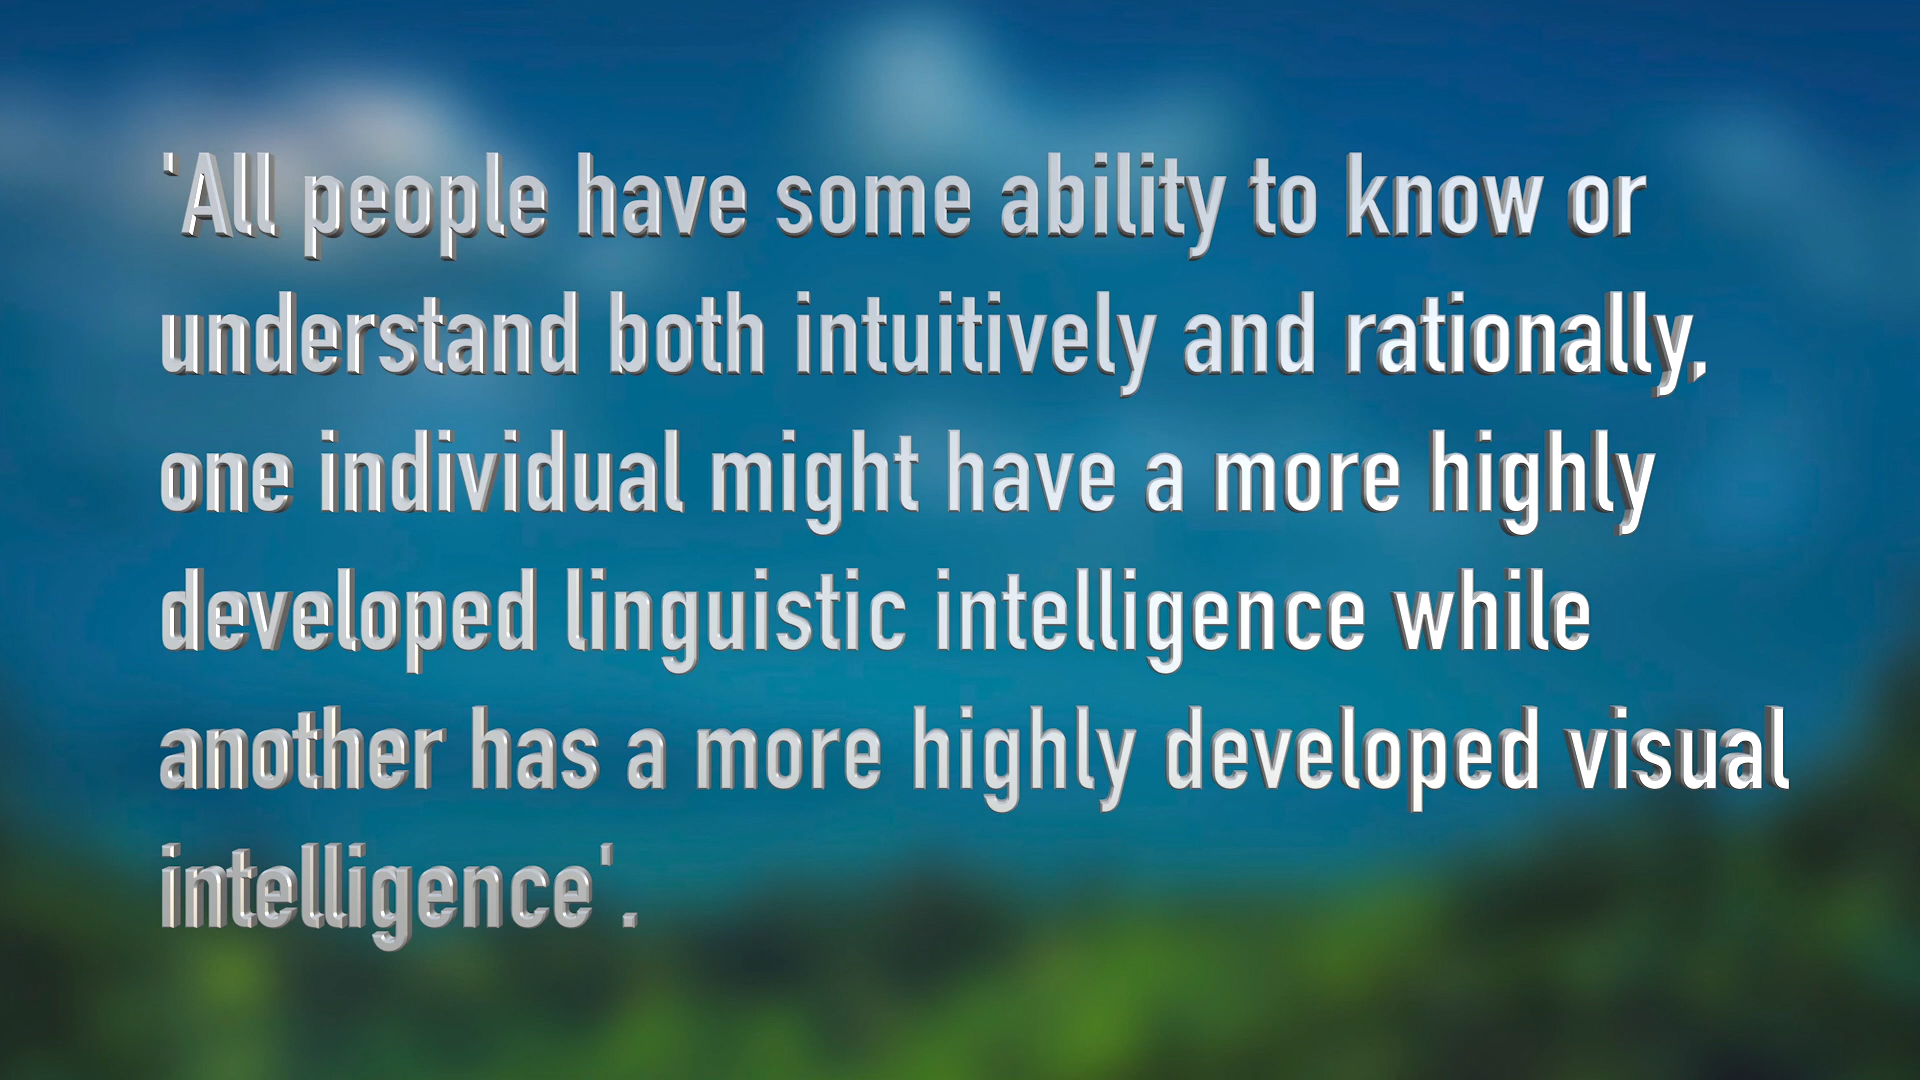 'All people have some ability to know or
understand both intuitively and rationally,
one individual might have a more highly
developed linguistic intelligence while
another has a more highly developed visual
intelligence'.